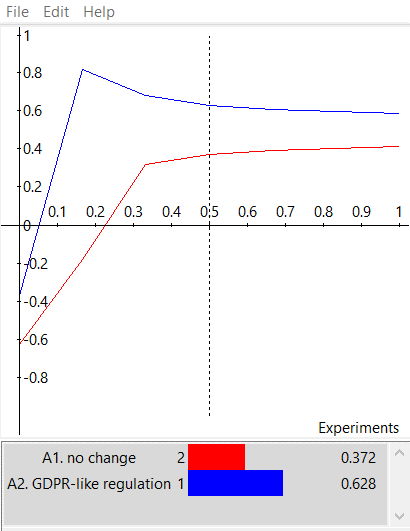 File Edit Help
1
0.8
0.6
0.4
0.2
0.1 0.2 0.3 0.4 0.5 0.6 0.7 0.8 0.9 1
0
-0.2
-0.4
-0.6
-0.8
Experiments
A1. no change 2 0.372
A2. GDPR-like regulation 1 0.628